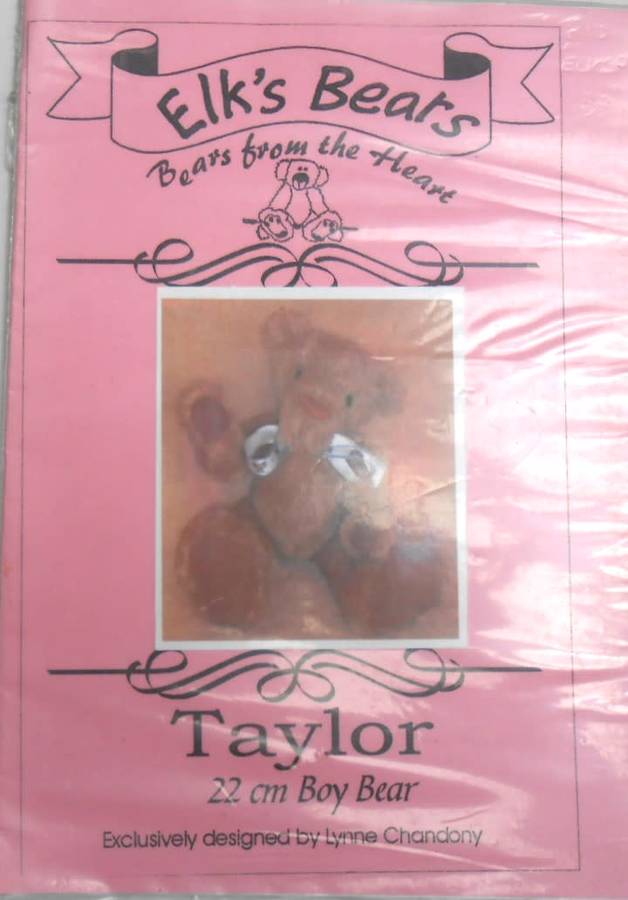 Elk's Bears
Bears from the Heart
Taylor
22 cm Boy Bear
Exclusively designed by Lynne Chandony